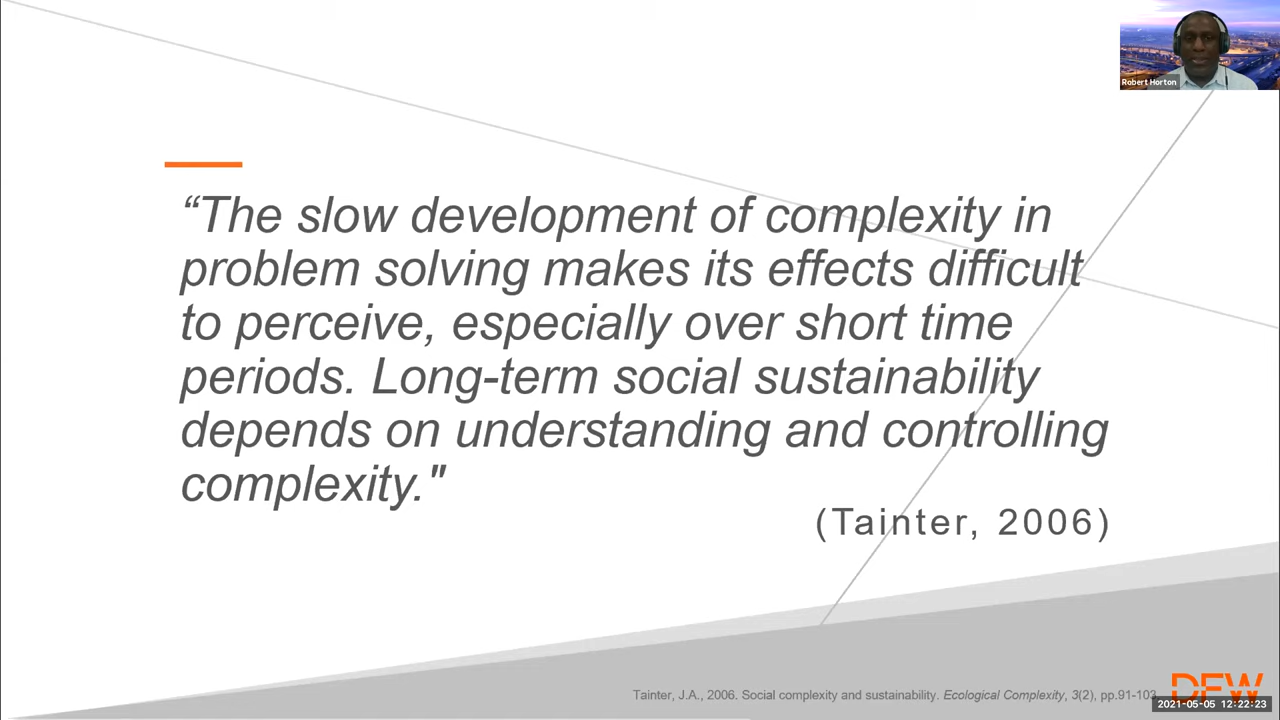 Robert Horton
“The slow development of complexity in
problem solving makes its effects difficult
to perceive, especially over short time
periods. Long-term social sustainability
depends on understanding and controlling
complexity."
(Tainter, 2006)
Tainter, J.A., 2006. Social complexity and sustainability. Ecological Complexity, 3(2), pp.91-103.
DFW
2021-05-05 12:22:23